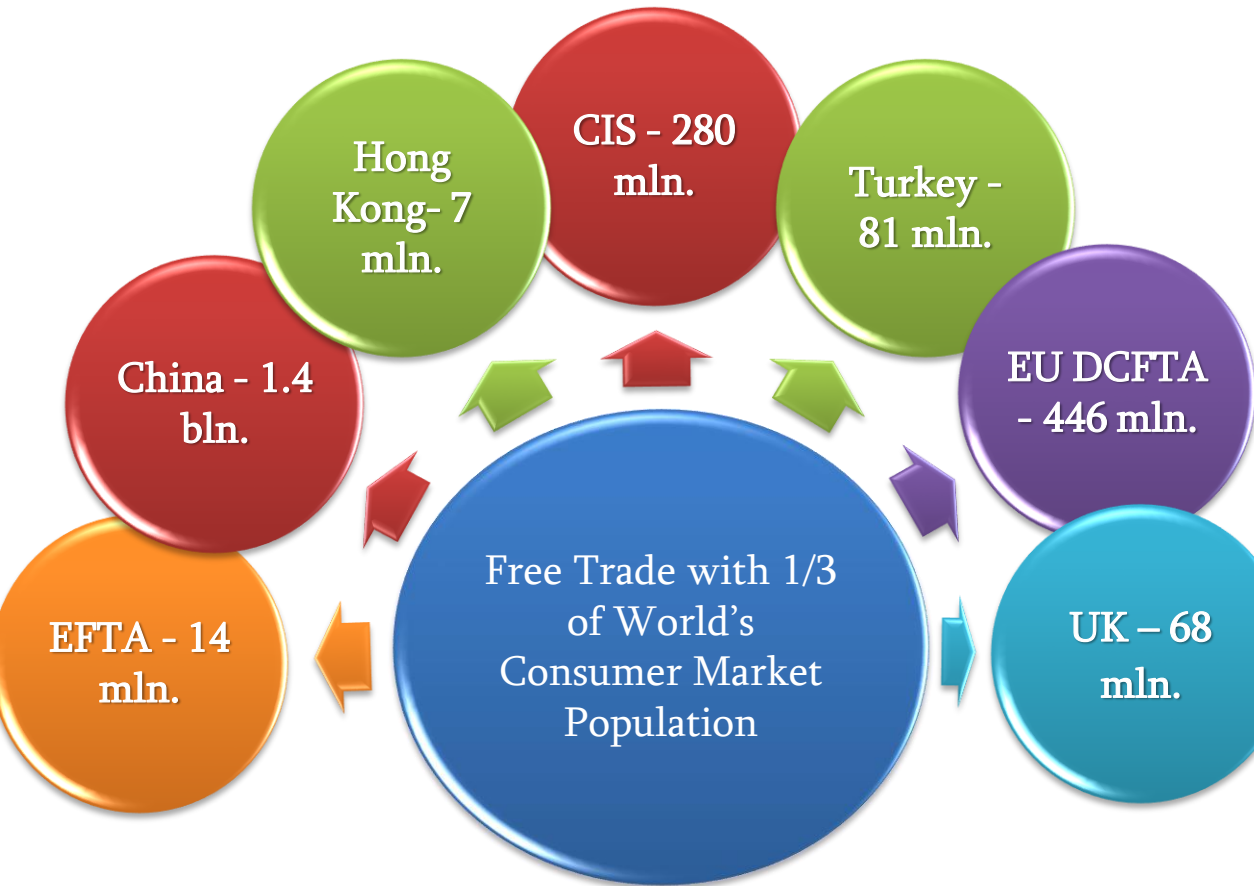 EFTA - 14
mln.
China - 1.4
bln.
Hong
Kong- 7
mln.
CIS - 280
mln.
Turkey -
81 mln.
EU DCFTA
- 446 mln.
UK – 68
mln.
Free Trade with 1/3
of World’s
Consumer Market
Population